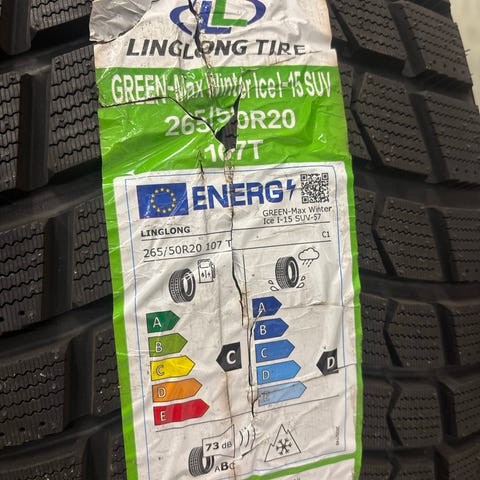 LINGLONG TIRE
GREEN-Max Winter Ice I-15 SUV
265/50R20
107T
ENERG
GREEN-Max Winter
Ice I-15 SUV-S7
LINGLONG
C1
265/50R20 107 T
A
B
C
D
E
C
A
B
C
D
E
D
73 dB
ABC